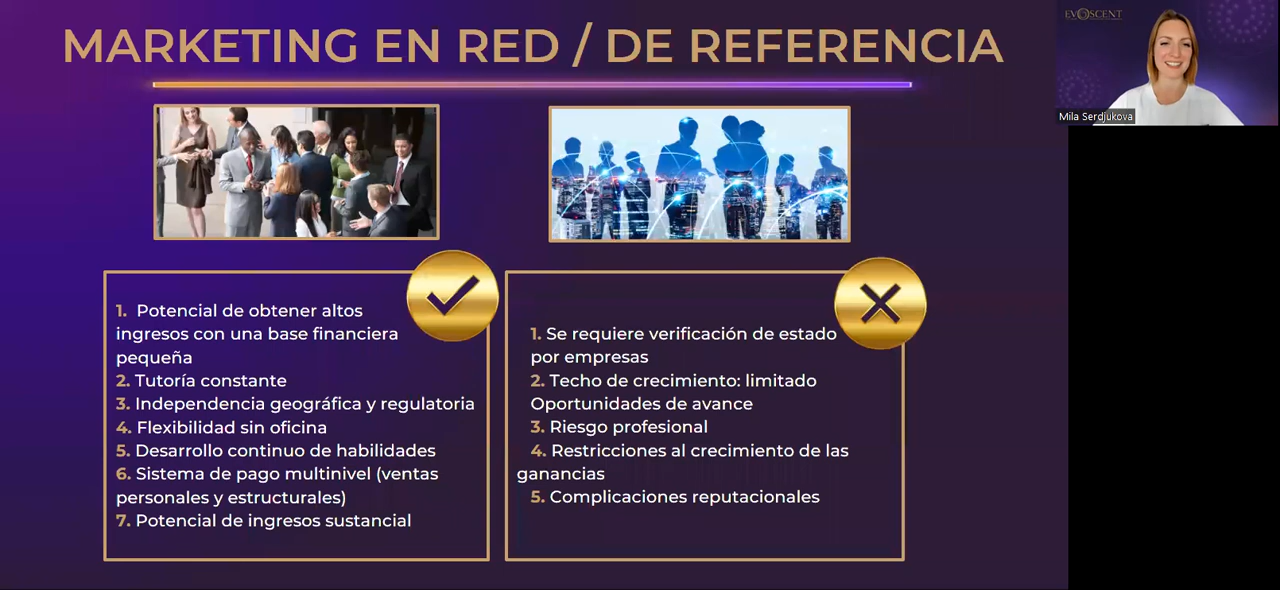 MARKETING EN RED / DE REFERENCIA
EVOSCENT
Mila Serdjukova
1. Potencial de obtener altos
ingresos con una base financiera
pequeña
2. Tutoría constante
3. Independencia geográfica y regulatoria
4. Flexibilidad sin oficina
5. Desarrollo continuo de habilidades
6. Sistema de pago multinivel (ventas
personales y estructurales)
7. Potencial de ingresos sustancial
1. Se requiere verificación de estado
por empresas
2. Techo de crecimiento: limitado
Oportunidades de avance
3. Riesgo profesional
4. Restricciones al crecimiento de las
ganancias
5. Complicaciones reputacionales